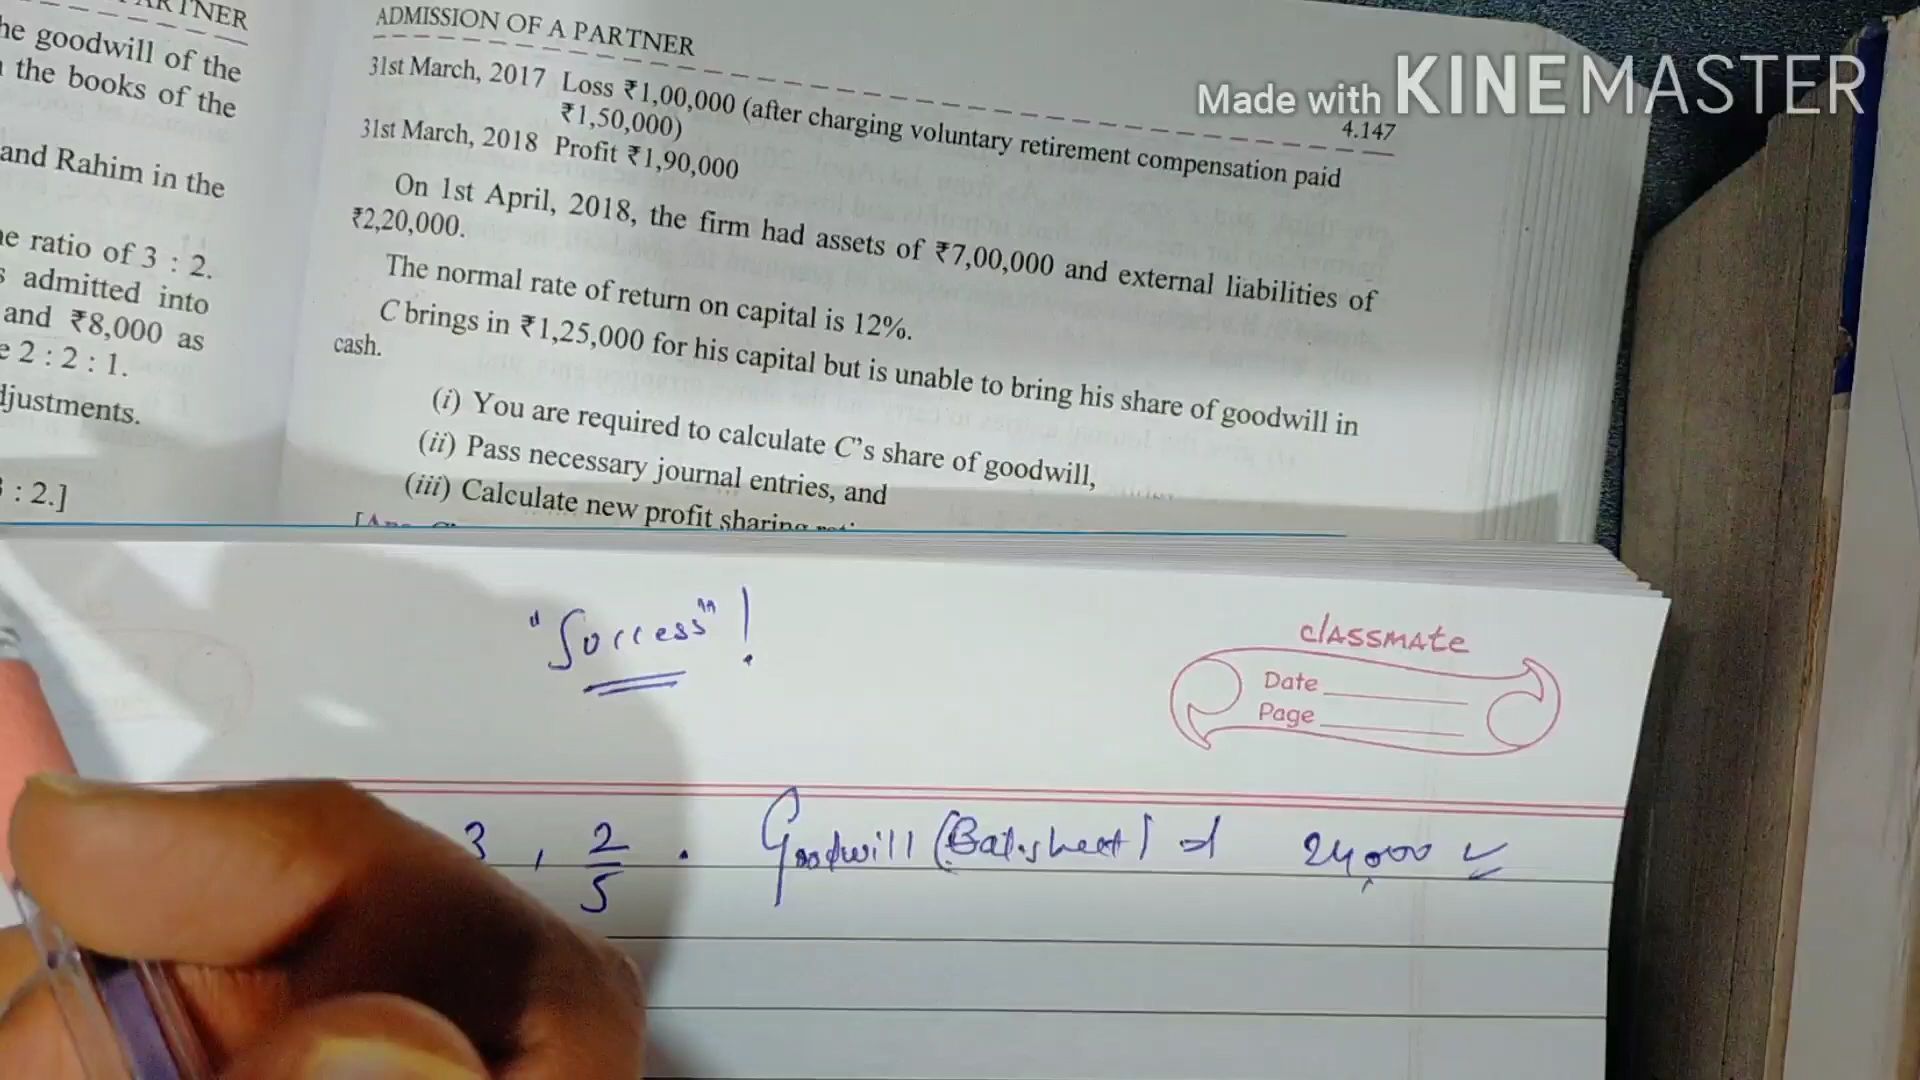 ARTNER
he goodwill of the
the books of the
and Rahim in the
he ratio of 3 : 2.
s admitted into
and ₹8,000 as
e 2 : 2 : 1.
djustments.
3 : 2.]
ADMISSION OF A PARTNER
4.147
31st March, 2017 Loss ₹1,00,000 (after charging voluntary retirement compensation paid
₹1,50,000)
31st March, 2018 Profit ₹1,90,000
On 1st April, 2018, the firm had assets of ₹7,00,000 and external liabilities of
₹2,20,000.
The normal rate of return on capital is 12%.
C brings in ₹1,25,000 for his capital but is unable to bring his share of goodwill in
cash.
(i) You are required to calculate C's share of goodwill,
(ii) Pass necessary journal entries, and
(iii) Calculate new profit sharing
Made with KINEMASTER
"Success"!
classmate
Date
Page
3 , 2/5 . Goodwill (Bal.sheet) 24,000